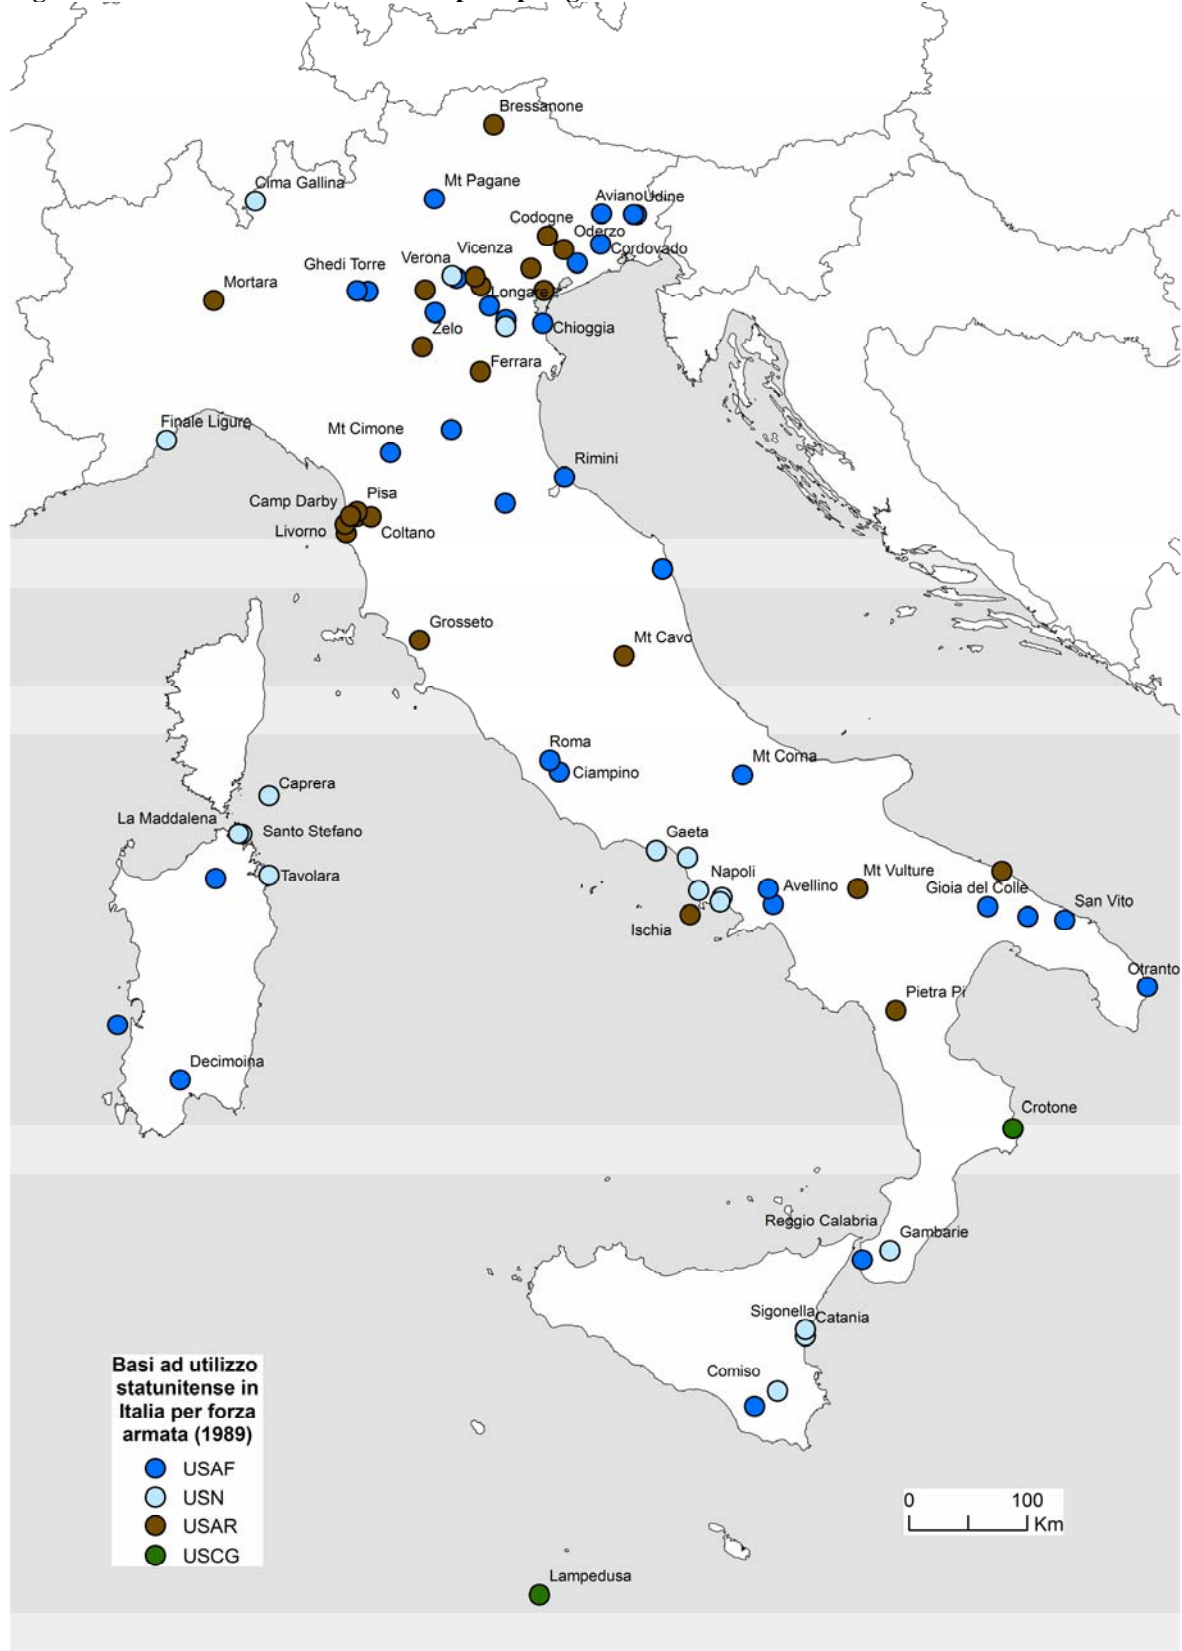 Bressanone
Cima Gallina
Mt Pagane
Aviano
Udine
Codogne
Oderzo
Cordovado
Vicenza
Verona
Ghedi Torre
Mortara
Longare
Chioggia
Zelo
Ferrara
Finale Ligure
Mt Cimone
Rimini
Pisa
Camp Darby
Livorno
Coltano
Grosseto
Mt Cavo
Roma
Ciampino
Mt Corna
Caprera
La Maddalena
Santo Stefano
Tavolara
Gaeta
Napoli
Avellino
Mt Vulture
Gioia del Colle
San Vito
Ischia
Otranto
Pietra Pi
Decimoina
Crotone
Reggio Calabria
Gambarie
Sigonella
Catania
Comiso
Basi ad utilizzo
statunitense in
Italia per forza
armata (1989)
USAF
USN
USAR
USCG
0 100
Km
Lampedusa